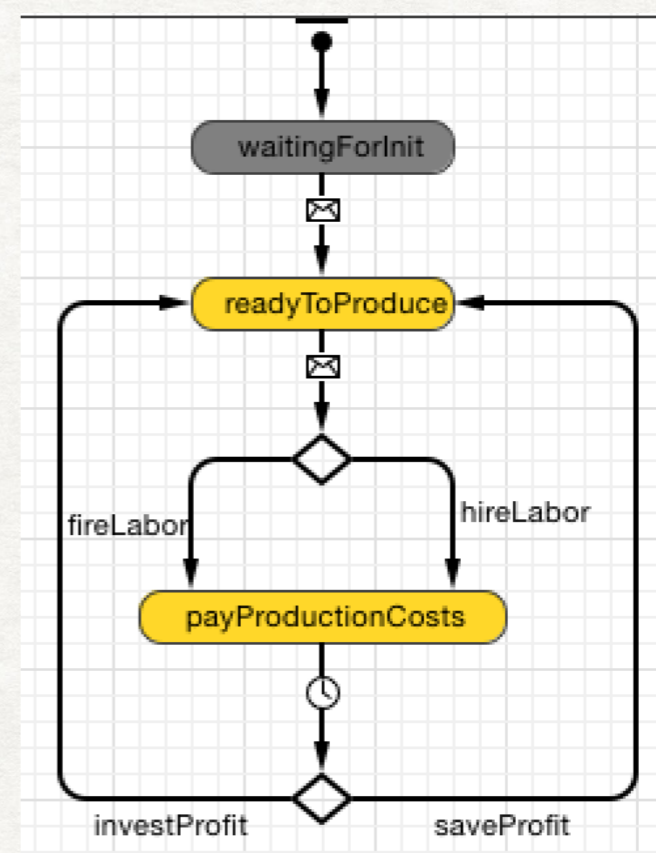 waitingForInit
readyToProduce
fireLabor
hireLabor
payProductionCosts
investProfit
saveProfit